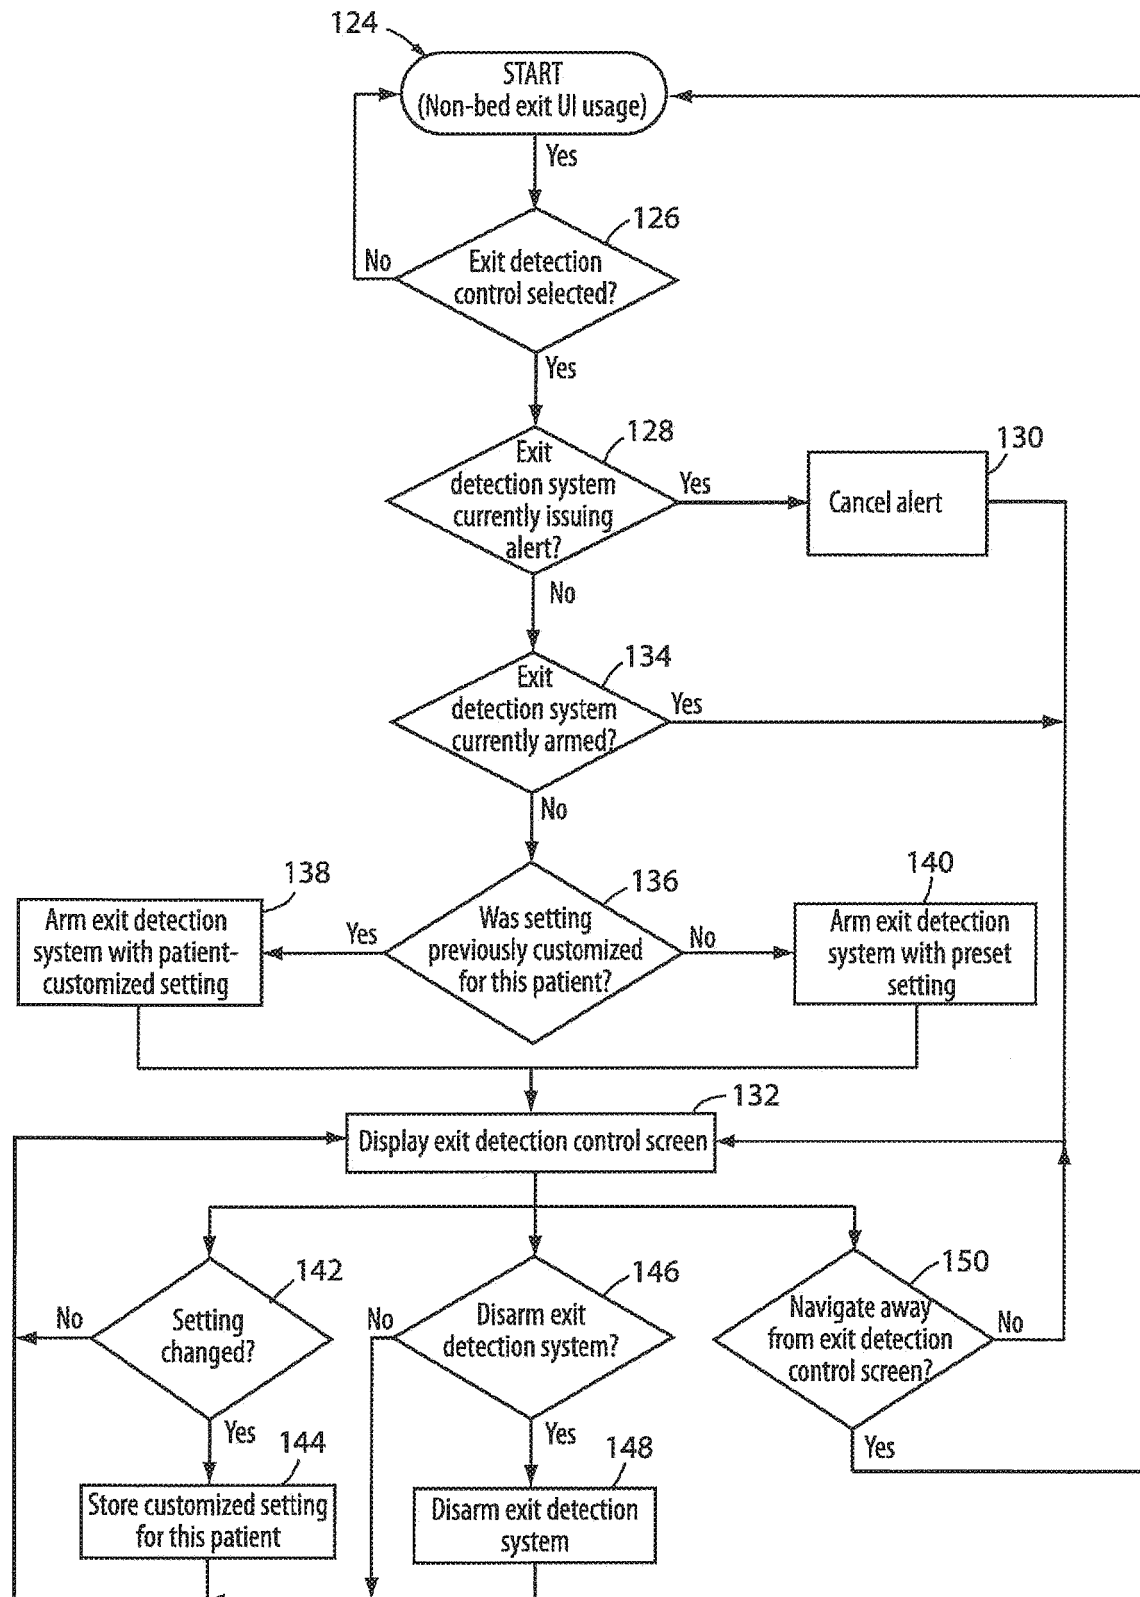 124
START
(Non-bed exit UI usage)
Yes
126
No
Exit detection
control selected?
Yes
128
Exit
detection system
currently issuing
alert?
Yes
130
Cancel alert
No
134
Exit
detection system
currently armed?
Yes
No
138
136
140
Arm exit detection
system with patient-
customized setting
Yes
Was setting
previously customized
for this patient?
No
Arm exit detection
system with preset
setting
132
Display exit detection control screen
142
No
Setting
changed?
Yes
146
No
Disarm exit
detection system?
Yes
150
Navigate away
from exit detection
control screen?
No
Yes
144
Store customized setting
for this patient
148
Disarm exit detection
system